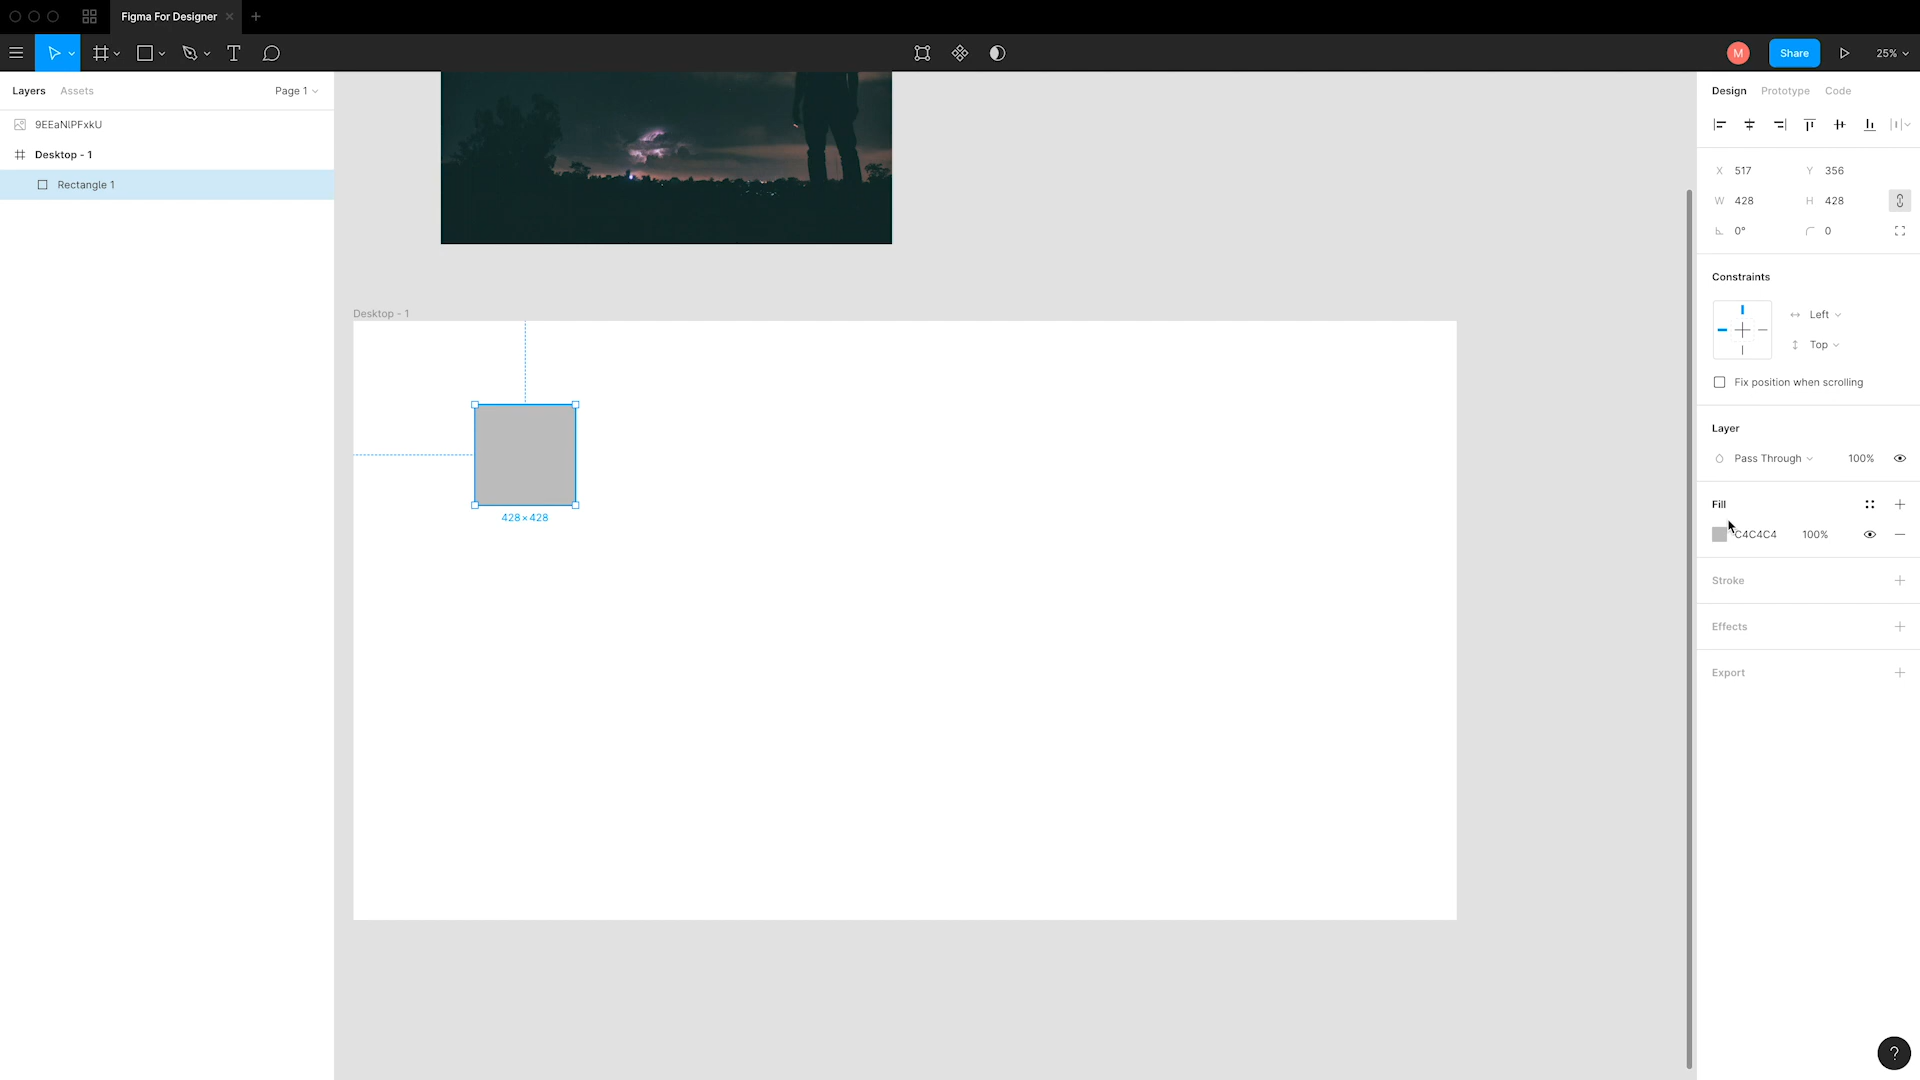 Figma For Designer
M
Share
25%
Layers
Assets
Page 1
9EEaNlPFxkU
Desktop - 1
Rectangle 1
Desktop - 1
428 × 428
Design
Prototype
Code
X 517
Y 356
W 428
H 428
0°
0
Constraints
Left
Top
Fix position when scrolling
Layer
Pass Through
100%
Fill
C4C4C4
100%
Stroke
Effects
Export
?